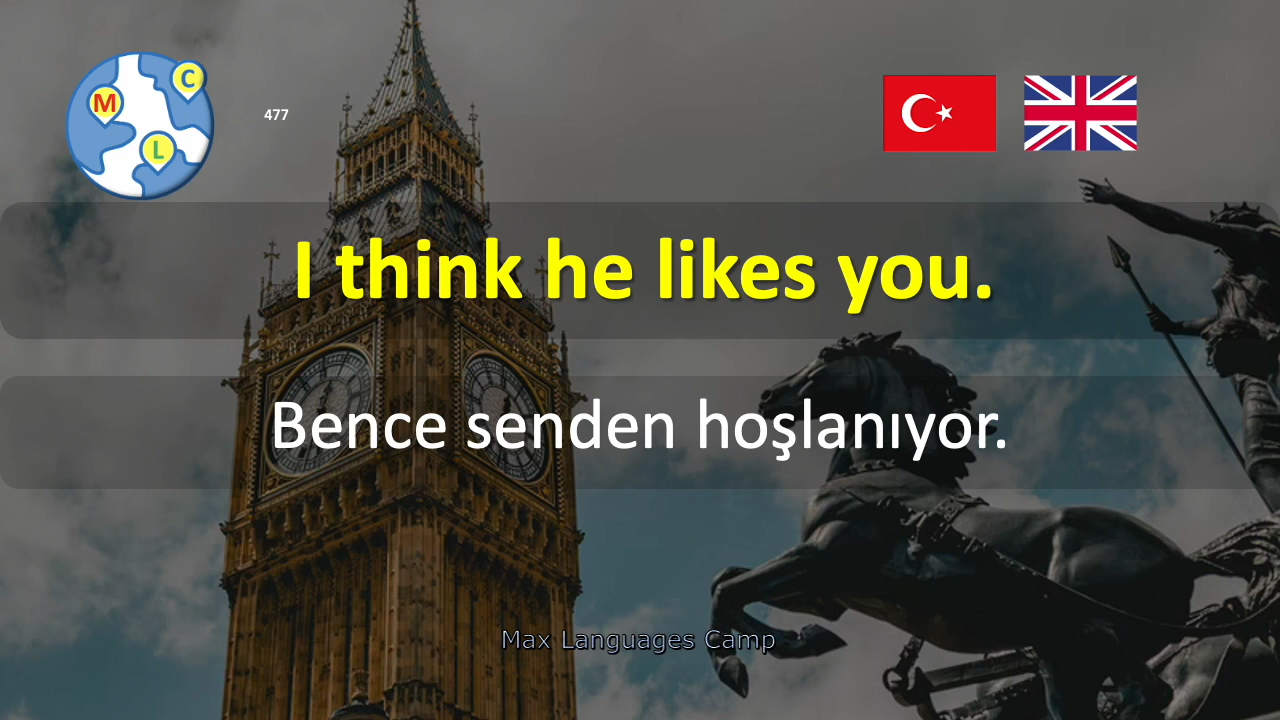 C
M
L
477
I think he likes you.
Bence senden hoşlanıyor.
Max Languages Camp